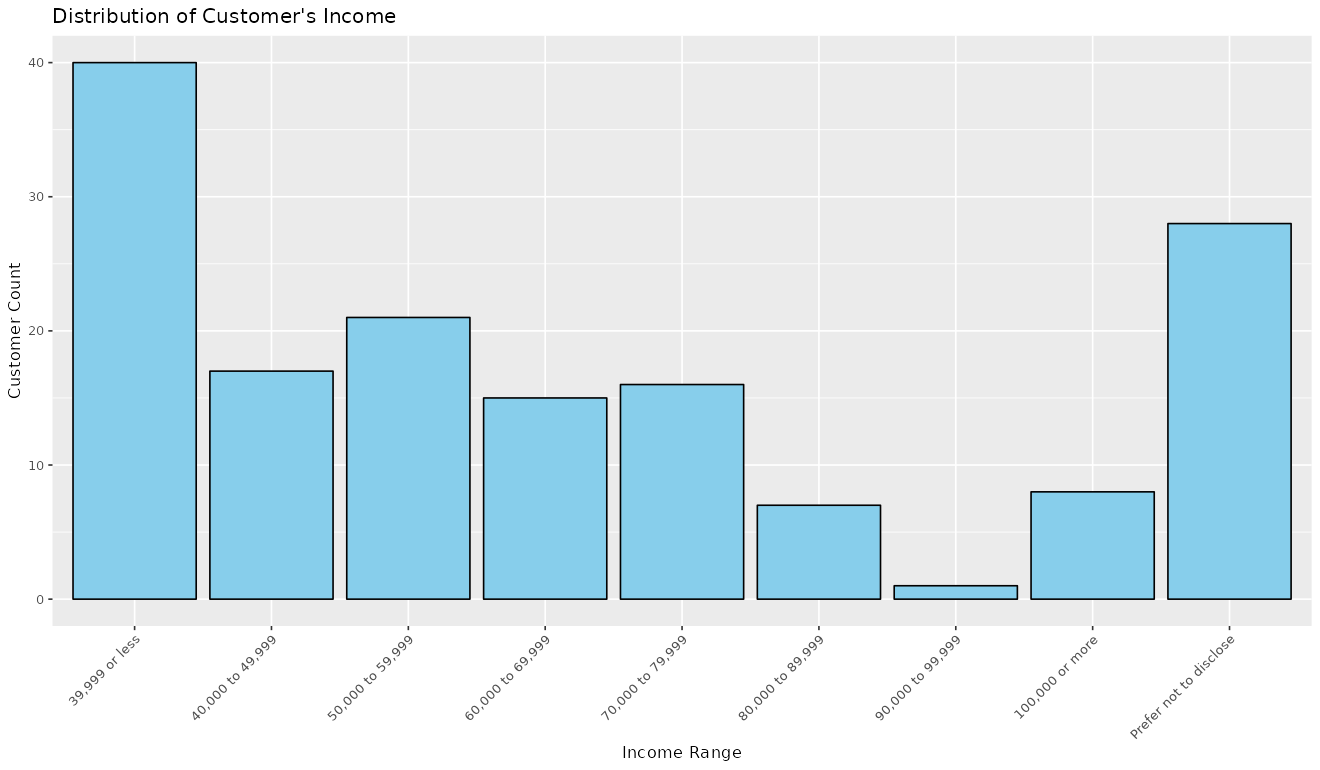 Distribution of Customer's Income
Customer Count
40
30
20
10
0
39,999 or less
40,000 to 49,999
50,000 to 59,999
60,000 to 69,999
70,000 to 79,999
80,000 to 89,999
90,000 to 99,999
100,000 or more
Prefer not to disclose
Income Range